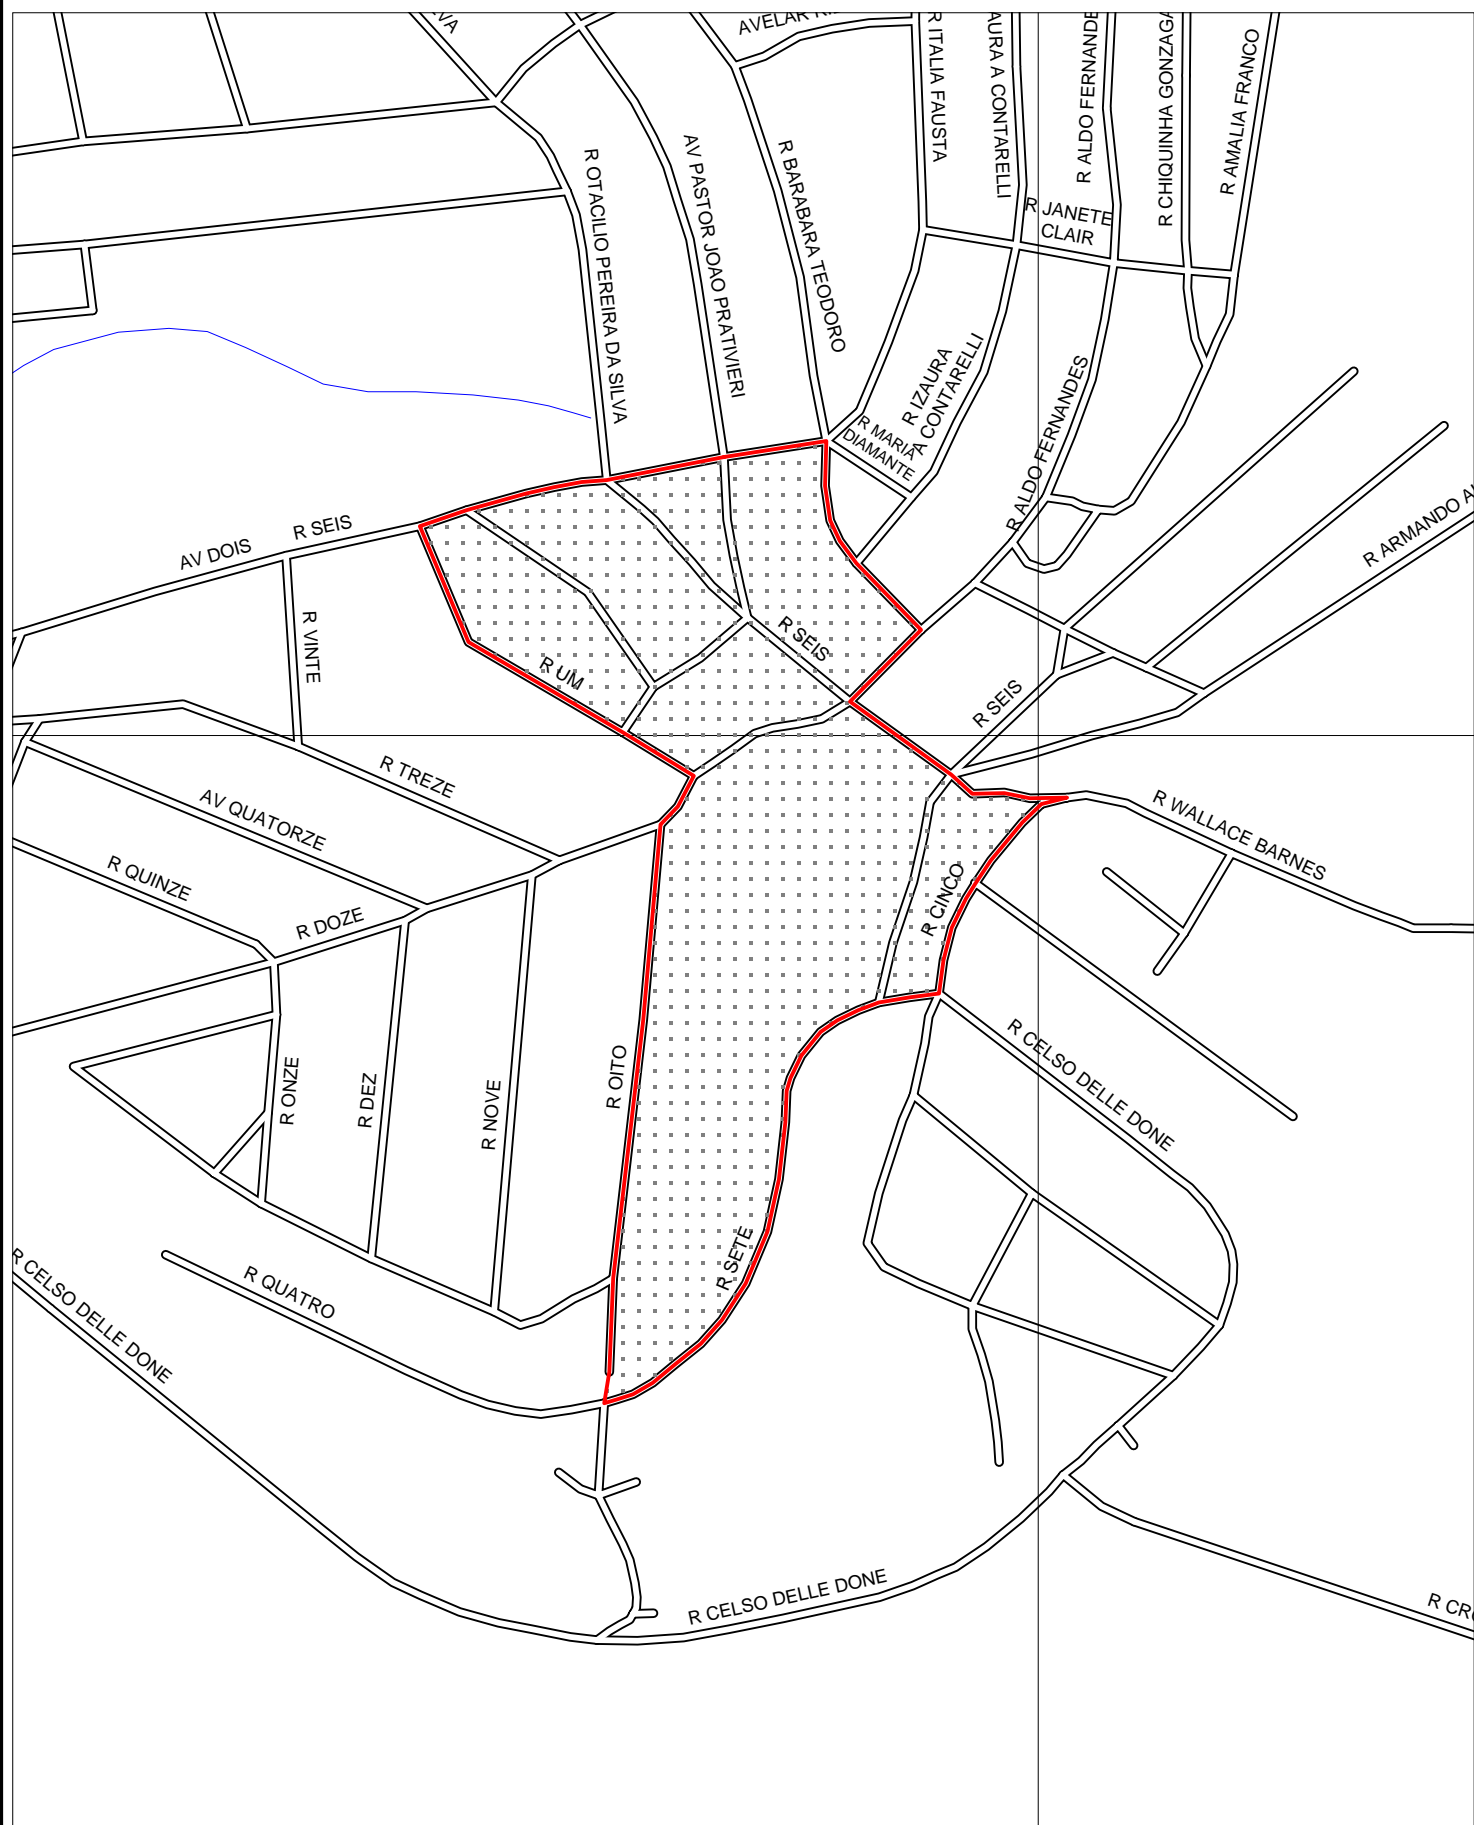 AVELAR
R ITALIA FAUSTA
AURA A CONTARELLI
R ALDO FERNANDE
R CHIQUINHA GONZAGA
R AMALIA FRANCO
R OTACILIO PEREIRA DA SILVA
AV PASTOR JOAO PRATIVIERI
R BARABARA TEODORO
R JANETE
CLAIR
R IZAURA
A CONTARELLI
R MARIA
DIAMANTE
R ALDO FERNANDES
R ARMANDO
AV DOIS
R SEIS
R VINTE
R UM
R SEIS
R SEIS
R TREZE
AV QUATORZE
R QUINZE
R DOZE
R WALLACE BARNES
R CINCO
R CELSO DELLE DONE
R ONZE
R DEZ
R NOVE
R OITO
R SETE
R QUATRO
R CELSO DELLE DONE
R CELSO DELLE DONE